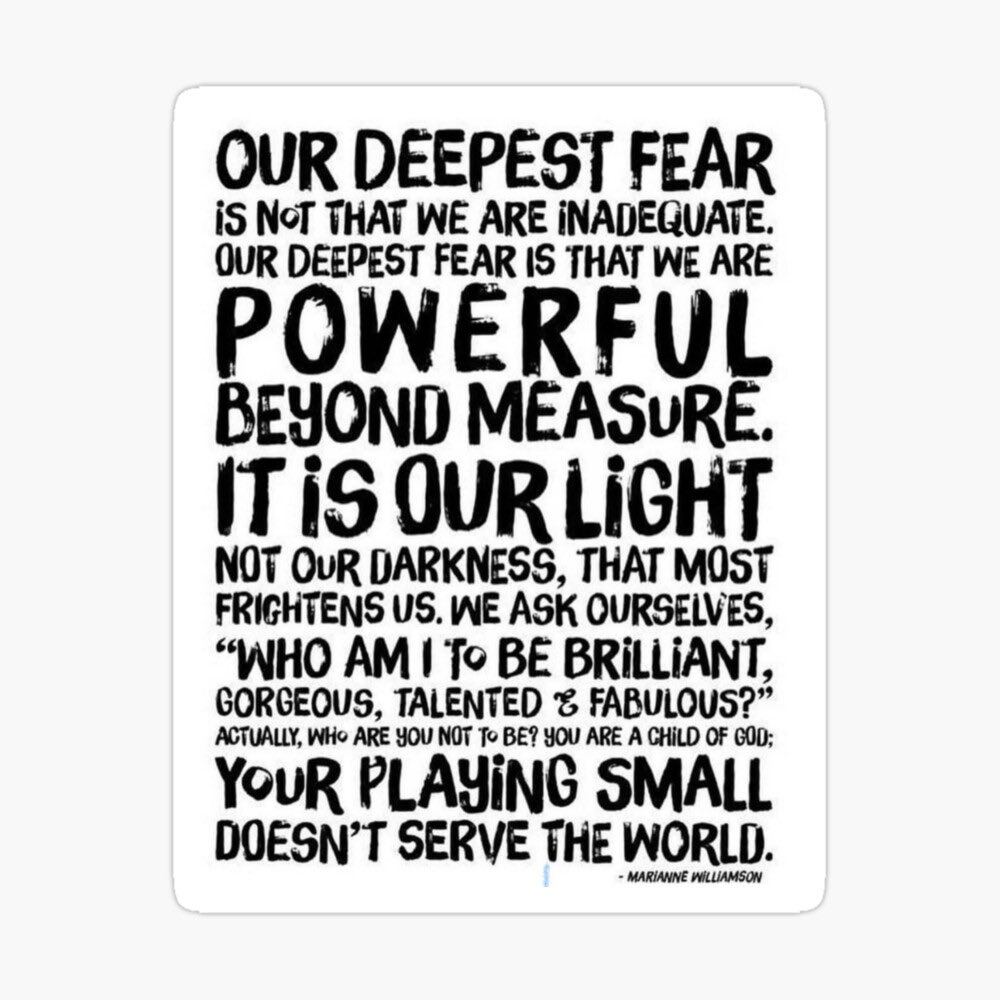 OUR DEEPEST FEAR
iS NoT THAT WE ARE iNADEQUATE.
OUR DEEPEST FEAR IS THAT WE ARE
POWERFUL
BEYOND MEASURE.
IT iS OUR LiGHT
NOT OUR DARKNESS, THAT MOST
FRIGHTENS US. WE ASK OURSELVES,
“WHO AM I To BE BRiLLiANT,
GORGEOUS, TALENTED & FABULOUS?”
ACTUALLY, WHo ARE YOU NOT To BE? YOU ARE A CHILD OF GOD;
YOUR PLAYiNG SMALL
DOESN'T SERVE THE WORLD.
- MARIANNE WILLIAMSON